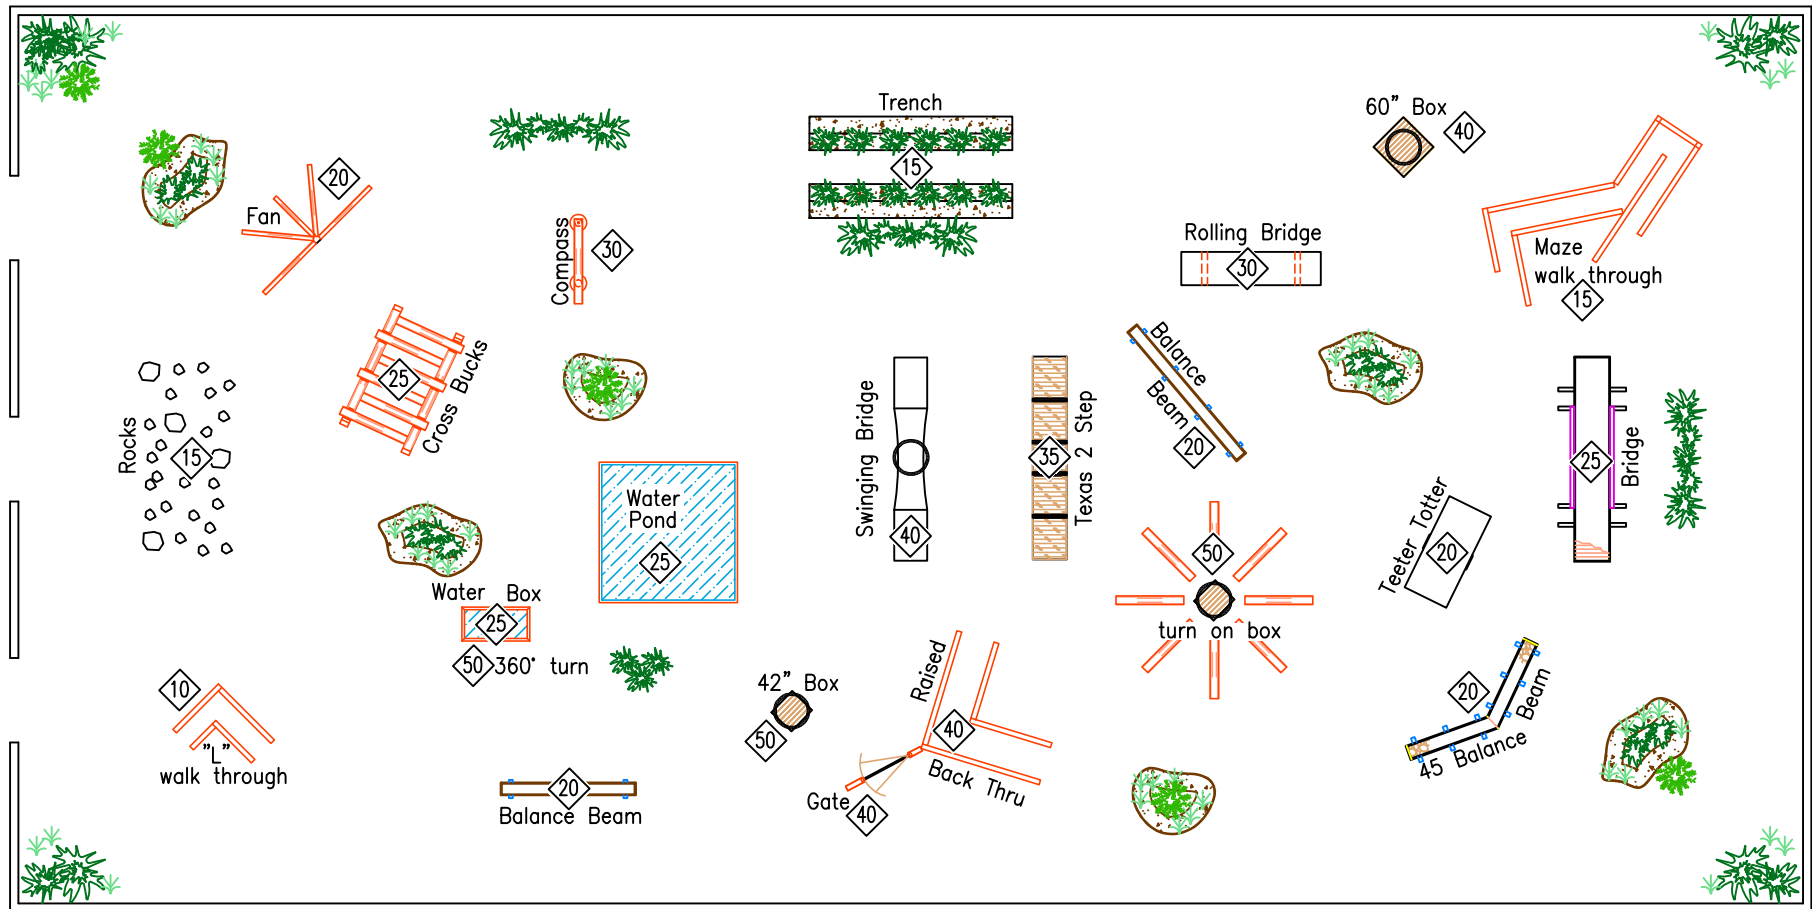 Trench
15
60" Box
40
Fan
20
Compass
30
Rolling Bridge
30
Maze
walk through
15
Cross Bucks
25
Rocks
15
Water
Pond
25
Swinging Bridge
40
Texas 2 Step
35
Balance
Beam
20
Bridge
25
Teeter Totter
20
50
turn on box
Water Box
25
50 360° turn
10
"L"
walk through
42" Box
50
Raised
40
Back Thru
Gate
40
20
Balance Beam
20
45 Balance
Beam